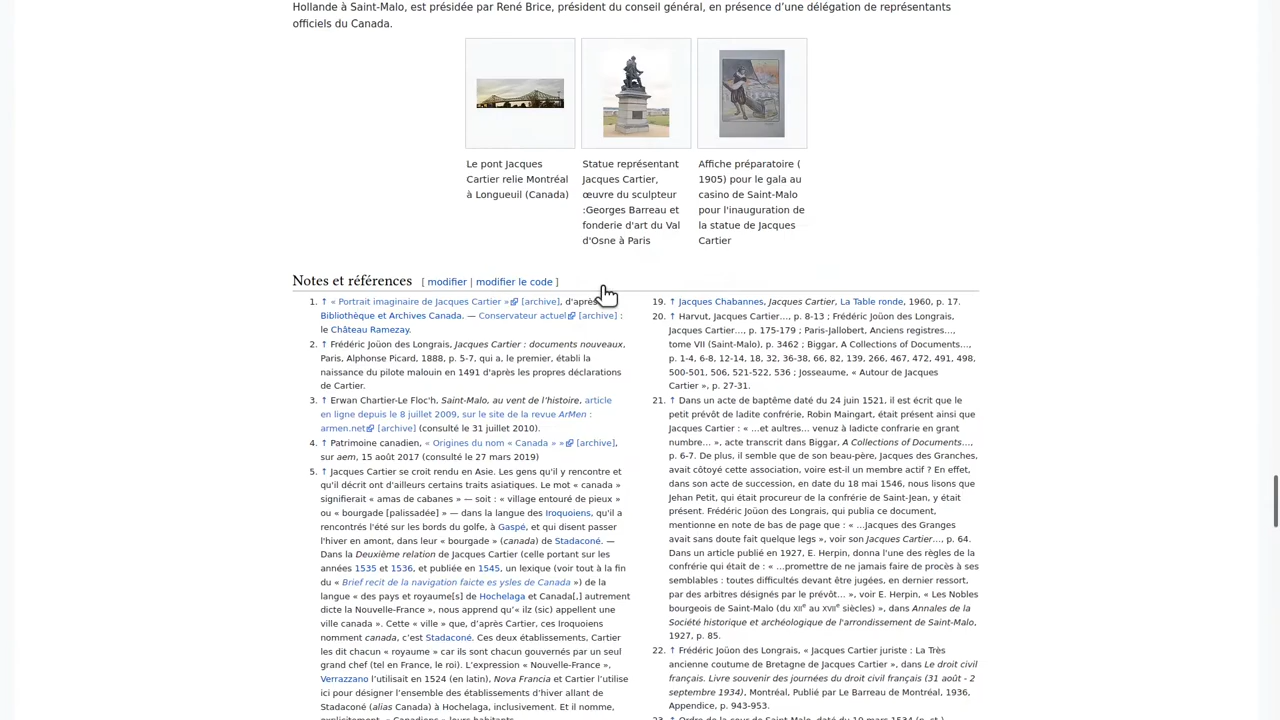 Hollande à Saint-Malo, est présidée par René Brice, président du conseil général, en présence d’une délégation de représentants
officiels du Canada.
Le pont Jacques
Cartier relie Montréal
à Longueuil (Canada)
Statue représentant
Jacques Cartier,
œuvre du sculpteur
:Georges Barreau et
fonderie d'art du Val
d'Osne à Paris
Affiche préparatoire (
1905) pour le gala au
casino de Saint-Malo
pour l'inauguration de
la statue de Jacques
Cartier
Notes et références [ modifier | modifier le code ]
1. ↑ « Portrait imaginaire de Jacques Cartier » [archive], d'après
Bibliothèque et Archives Canada. — Conservateur actuel [archive] :
le Château Ramezay.
2. ↑ Frédéric Joüon des Longrais, Jacques Cartier : documents nouveaux,
Paris, Alphonse Picard, 1888, p. 5-7, qui a, le premier, établi la
naissance du pilote malouin en 1491 d'après les propres déclarations
de Cartier.
3. ↑ Erwan Chartier-Le Floc'h, Saint-Malo, au vent de l’histoire, article
en ligne depuis le 8 juillet 2009, sur le site de la revue ArMen :
armen.net [archive] (consulté le 31 juillet 2010).
4. ↑ Patrimoine canadien, « Origines du nom « Canada » » [archive],
sur aem, 15 août 2017 (consulté le 27 mars 2019)
5. ↑ Jacques Cartier se croit rendu en Asie. Les gens qu'il y rencontre et
qu'il décrit ont d'ailleurs certains traits asiatiques. Le mot « canada »
signifierait « amas de cabanes » — soit : « village entouré de pieux »
ou « bourgade [palissadée] » — dans la langue des Iroquoiens, qu'il a
rencontrés l'été sur les bords du golfe, à Gaspé, et qui disent passer
l'hiver en amont, dans leur « bourgade » (canada) de Stadaconé. —
Dans la Deuxième relation de Jacques Cartier (celle portant sur les
années 1535 et 1536, et publiée en 1545, un lexique (voir tout à la fin
du « Brief recit de la navigation faicte es ysles de Canada ») de la
langue « des pays et royaume[s] de Hochelaga et Canada[,] autrement
dicte la Nouvelle-France », nous apprend qu’« ilz (sic) appellent une
ville canada ». Cette « ville » que, d’après cartier, ces Iroquoiens
nomment canada, c’est Stadaconé. Ces deux établissements, Cartier
les dit chacun « royaume » car ils sont chacun gouvernés par un seul
grand chef (tel en France, le roi). L’expression « Nouvelle-France »,
Verrazzano l’utilisait en 1524 (en latin), Nova Francia et Cartier l’utilise
ici pour désigner l’ensemble des établissements d’hiver allant de
Stadaconé (alias Canada) à Hochelaga, inclusivement. Et il nomme,
explicitement, « Canadiens » leurs habitants.
19. ↑ Jacques Chabannes, Jacques Cartier, La Table ronde, 1960, p. 17.
20. ↑ Harvut, Jacques Cartier…, p. 8-13 ; Frédéric Joüon des Longrais,
Jacques Cartier…, p. 175-179 ; Paris-Jallobert, Anciens registres…,
tome VII (Saint-Malo), p. 3462 ; Biggar, A Collections of Documents…,
p. 1-4, 6-8, 12-14, 18, 32, 36-38, 66, 82, 139, 266, 467, 472, 491, 498,
500-501, 506, 521-522, 536 ; Josseaume, « Autour de Jacques
Cartier », p. 27-31.
21. ↑ Dans un acte de baptême daté du 24 juin 1521, il est écrit que le
petit prévôt de ladite confrérie, Robin Maingart, était présent ainsi que
Jacques Cartier : « …et aultres… venuz à ladicte confrarie en grant
numbre… », acte transcrit dans Biggar, A Collections of Documents…,
p. 6-7. De plus, il semble que de son beau-père, Jacques des Granches,
avait côtoyé cette association, voire est-il un membre actif ? En effet,
dans son acte de succession, en date du 18 mai 1546, nous lisons que
Jehan Petit, qui était procureur de la confrérie de Saint-Jean, y était
présent. Frédéric Joüon des Longrais, qui publia ce document,
mentionne en note de bas de page que : « …Jacques des Granges
avait sans doute fait quelque legs », voir son Jacques Cartier…, p. 64.
Dans un article publié en 1927, E. Herpin, donna l’une des règles de la
confrérie qui était de : « …promettre de ne jamais faire de procès à ses
semblables : toutes difficultés devant être jugées, en dernier ressort,
par des arbitres désignés par le prévôt… », voir E. Herpin, « Les Nobles
bourgeois de Saint-Malo (du XIIe au XVIIe siècles) », dans Annales de la
Société historique et archéologique de l'arrondissement de Saint-Malo,
1927, p. 85.
22. ↑ Frédéric Joüon des Longrais, « Jacques Cartier juriste : La Très
ancienne coutume de Bretagne de Jacques Cartier », dans Le droit civil
français. Livre souvenir des journées du droit civil français (31 août - 2
septembre 1934), Montréal, Publié par Le Barreau de Montréal, 1936,
Appendice, p. 943-953.
23. ↑ Ordre de la cour de Saint-Malo, daté du 19 mars 1534 (n. st.)